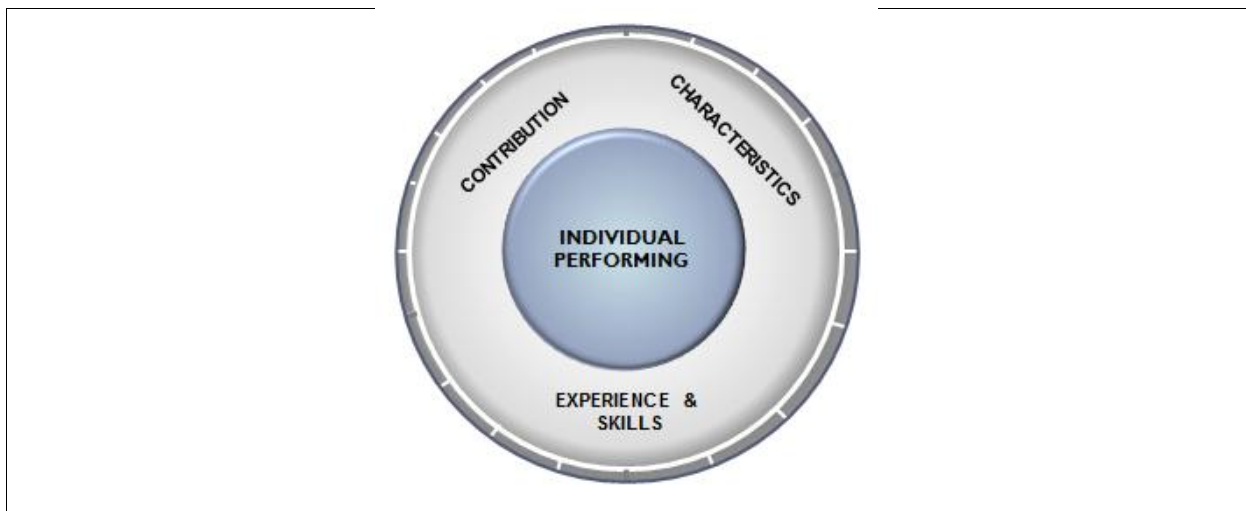 CONTRIBUTION
CHARACTERISTICS
INDIVIDUAL
PERFORMING
EXPERIENCE &
SKILLS